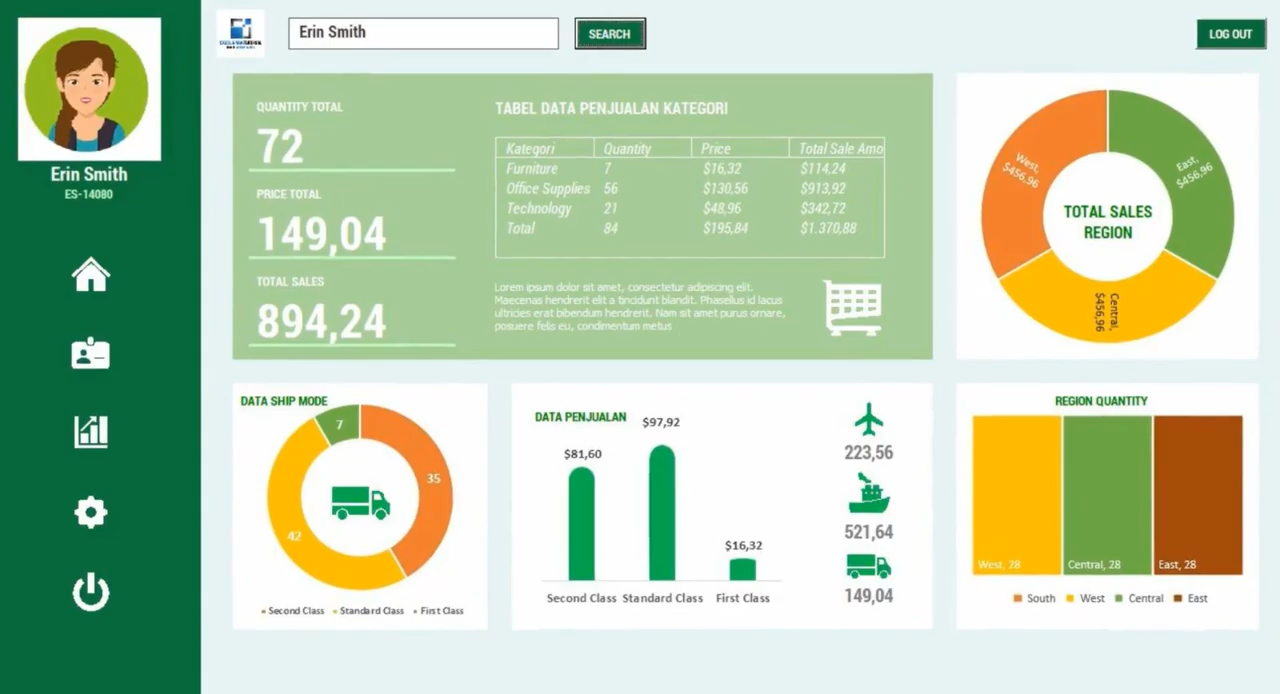 Erin Smith
SEARCH
LOG OUT
Erin Smith
ES-14080
QUANTITY TOTAL
72
PRICE TOTAL
149,04
TOTAL SALES
894,24
TABEL DATA PENJUALAN KATEGORI
Kategori Quantity Price Total Sale Amo
Furniture 7 $16,32 $114,24
Office Supplies 56 $130,56 $913,92
Technology 21 $48,96 $342,72
Total 84 $195,84 $1.370,88
Lorem ipsum dolor sit amet, consectetur adipiscing elit.
Maecenas hendrerit elit a tincidunt blandit. Phasellus id lacus
ultricies erat bibendum hendrerit. Nam sit amet purus ornare,
posuere felis eu, condimentum metus
West,
$456,96
East,
$456,96
Central,
$456,96
TOTAL SALES
REGION
DATA SHIP MODE
7
35
42
Second Class Standard Class First Class
DATA PENJUALAN
$81,60
$97,92
$16,32
Second Class Standard Class First Class
223,56
521,64
149,04
REGION QUANTITY
West, 28 Central, 28 East, 28
South West Central East